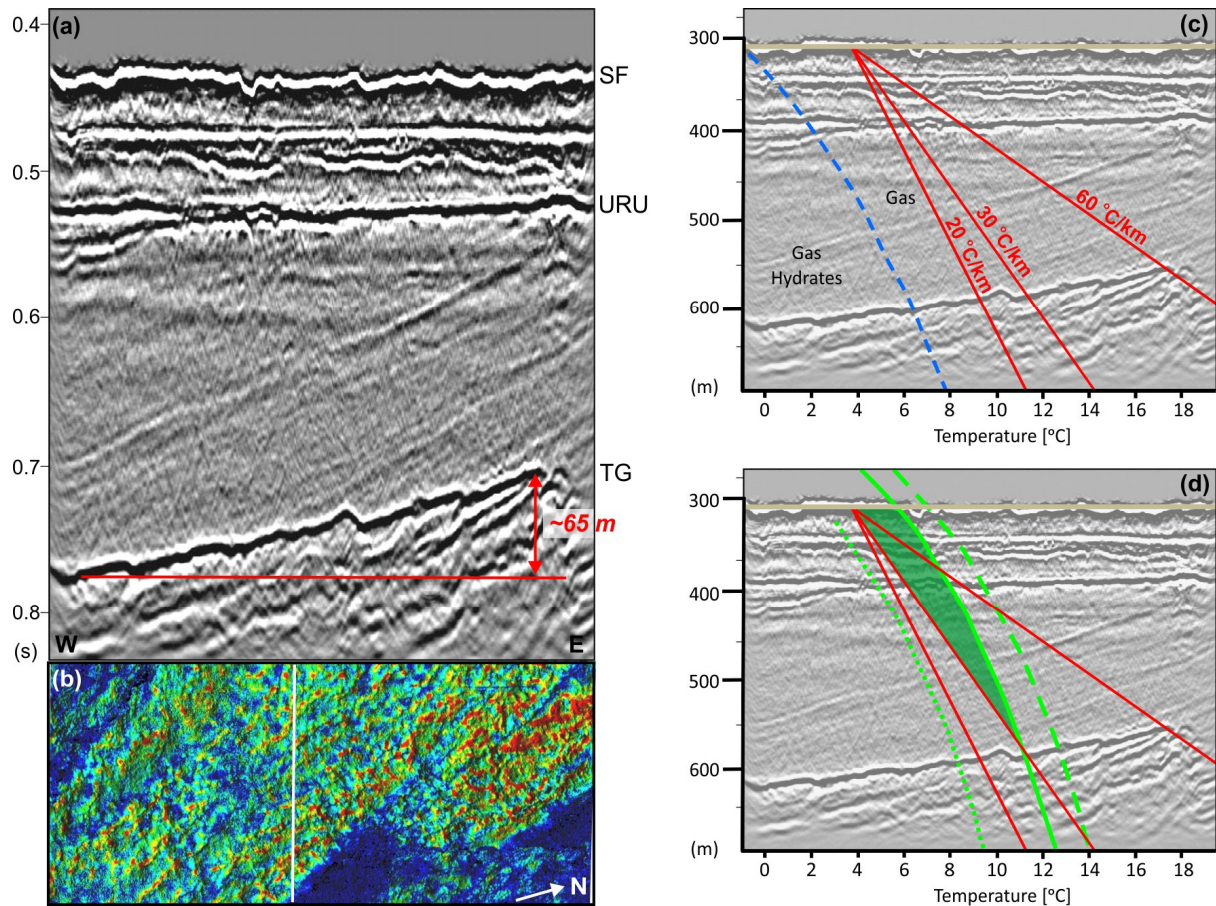 (a)
0.4
0.5
0.6
0.7
0.8
(s)
SF
URU
TG
~65 m
W
E
(b)
N
(c)
300
400
500
600
(m)
Gas
Gas
Hydrates
20 °C/km
30 °C/km
60 °C/km
0 2 4 6 8 10 12 14 16 18
Temperature [°C]
(d)
300
400
500
600
(m)
0 2 4 6 8 10 12 14 16 18
Temperature [°C]